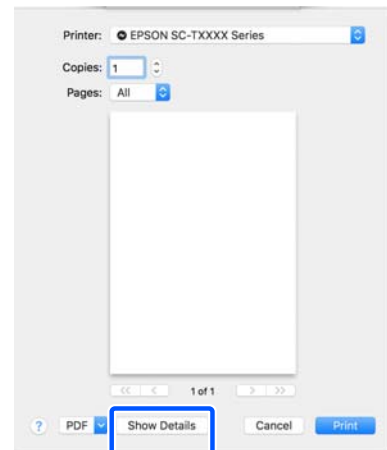 Printer: EPSON SC-TXXXX Series
Copies: 1
Pages: All
<< < 1 of 1 > >>
? PDF Show Details Cancel Print